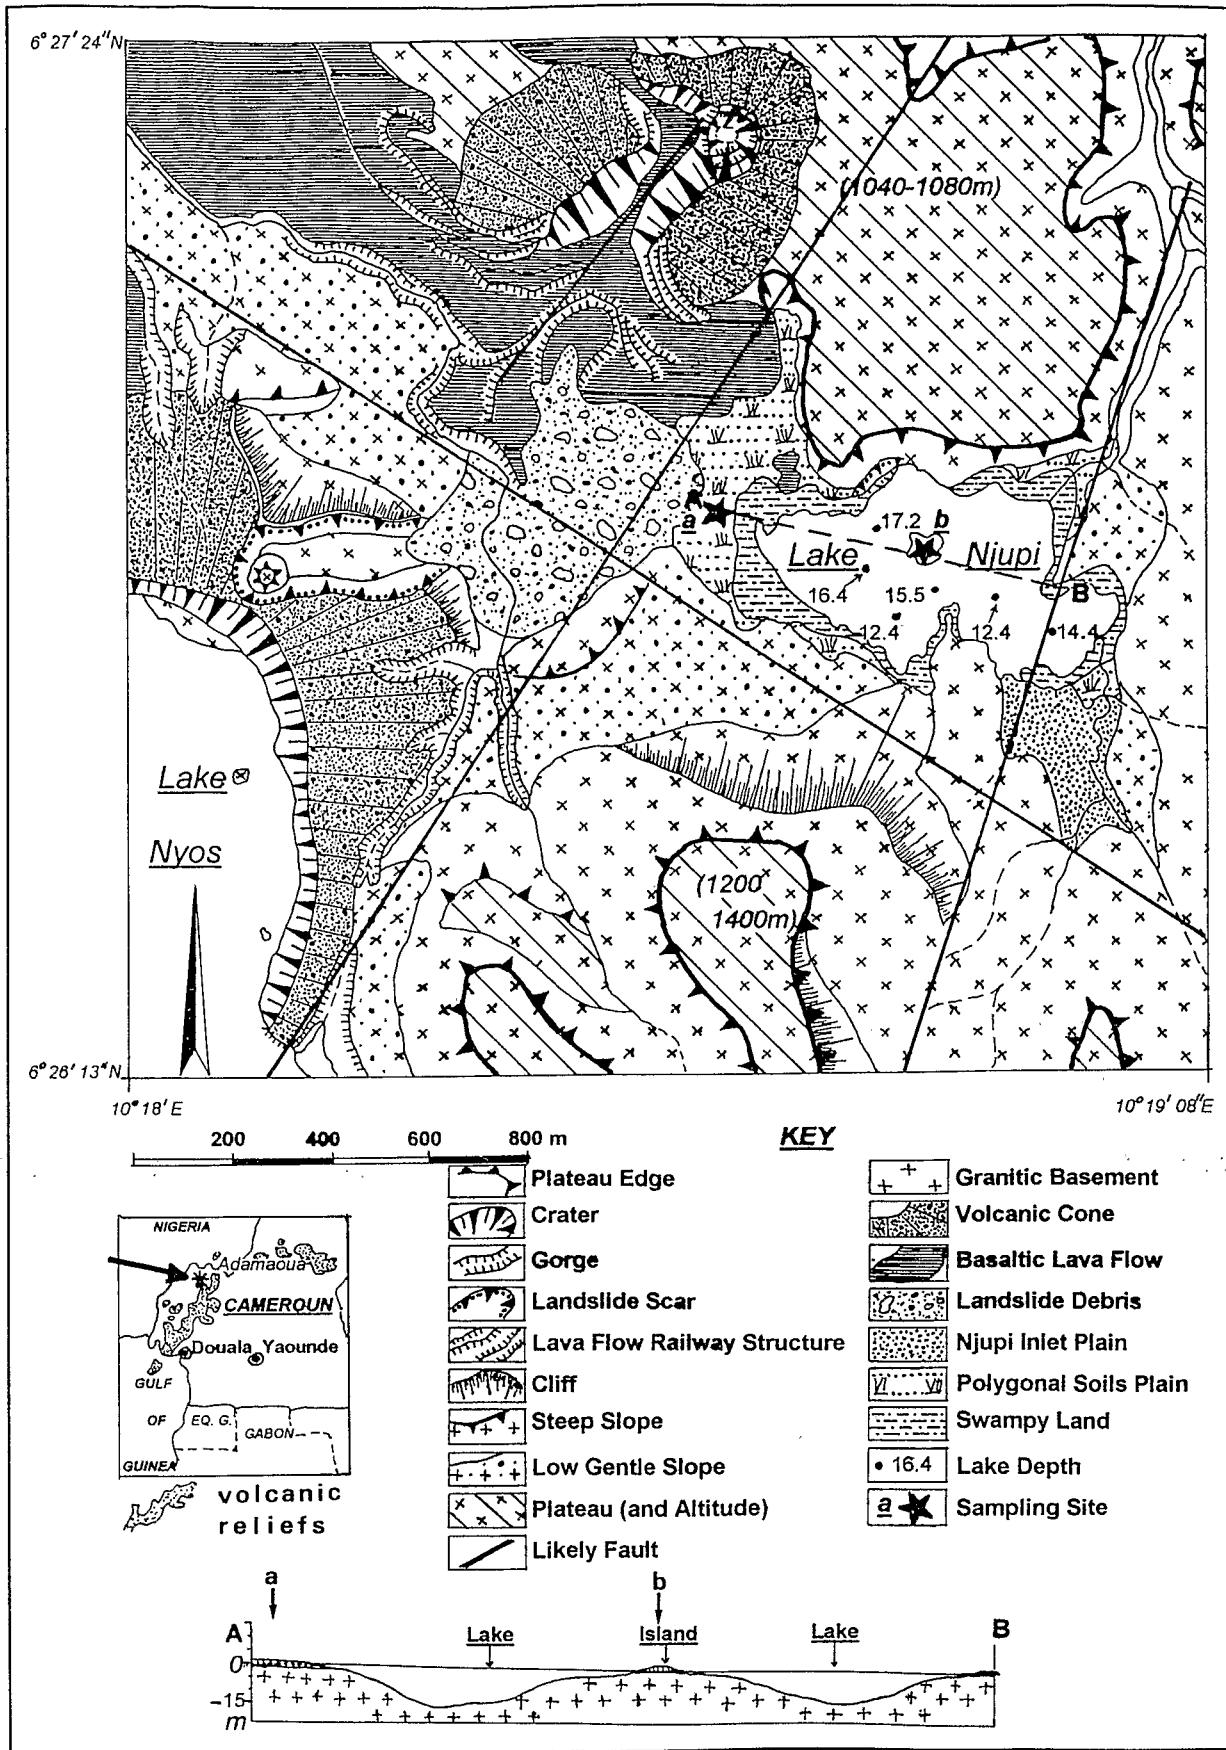 6° 27' 24" N
(1040-1080m)
A
a
17.2
b
Lake
Njupi
16.4
15.5
B
12.4
12.4
14.4
Lake
Nyos
(1200
1400m)
6° 26' 13" N
10° 18' E
10° 19' 08" E
200 400 600 800 m
KEY
Plateau Edge
Crater
Gorge
Landslide Scar
Lava Flow Railway Structure
Cliff
Steep Slope
Low Gentle Slope
Plateau (and Altitude)
Likely Fault
Granitic Basement
Volcanic Cone
Basaltic Lava Flow
Landslide Debris
Njupi Inlet Plain
Polygonal Soils Plain
Swampy Land
16.4 Lake Depth
a Sampling Site
NIGERIA
Adamaoua
CAMEROUN
Douala Yaounde
GULF
OF
EQ. G.
GABON
GUINEA
volcanic
reliefs
a
b
A
Lake
Island
Lake
B
0
-15
m